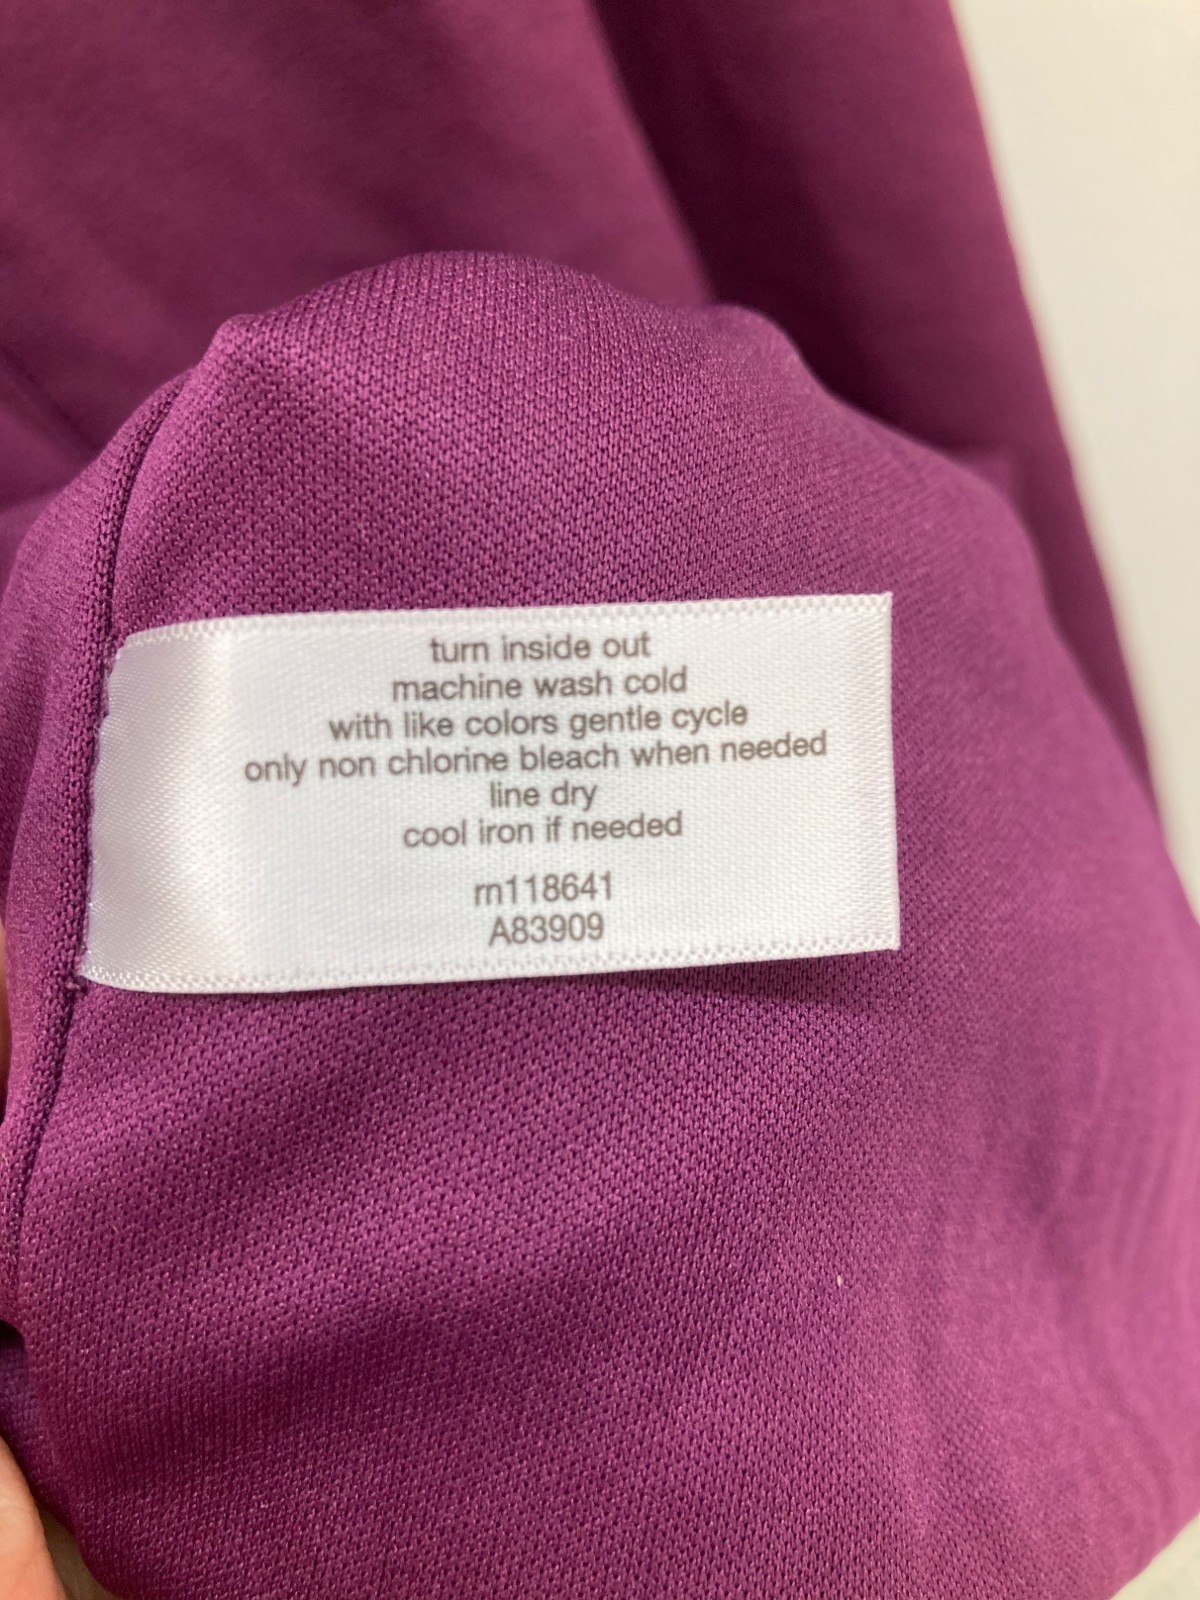 turn inside out
machine wash cold
with like colors gentle cycle
only non chlorine bleach when needed
line dry
cool iron if needed
rn118641
A83909